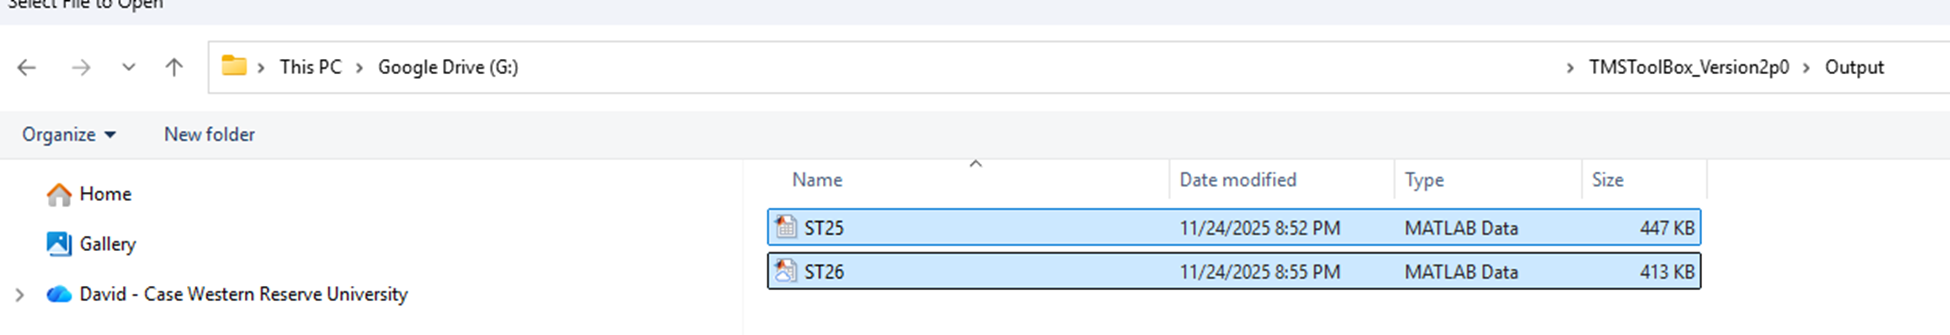 Select File to Open
This PC > Google Drive (G:) > TMSToolBox_Version2p0 > Output
Organize New folder
Name Date modified Type Size
Home
ST25 11/24/2025 8:52 PM MATLAB Data 447 KB
Gallery
ST26 11/24/2025 8:55 PM MATLAB Data 413 KB
David - Case Western Reserve University